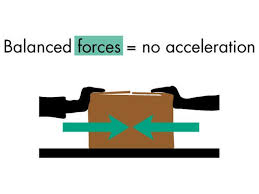 Balanced forces = no acceleration